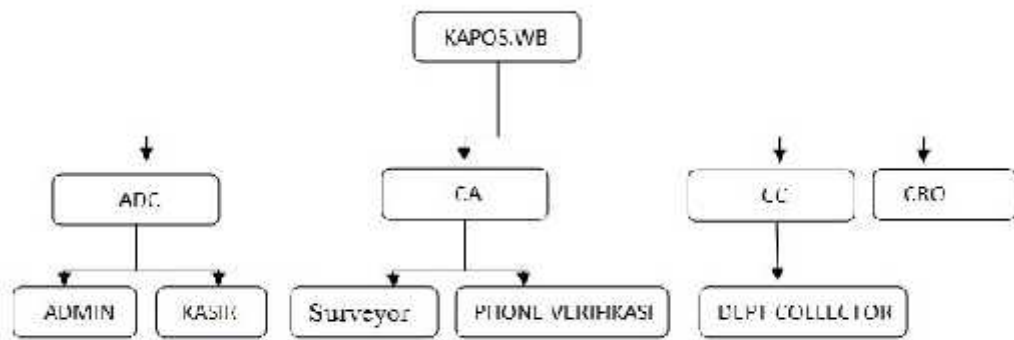 KAPOS.WB
ADC
CA
CC
CRO
ADMIN
KASIR
Surveyor
PHONE VERIFIKASI
DEPT COLLECTOR